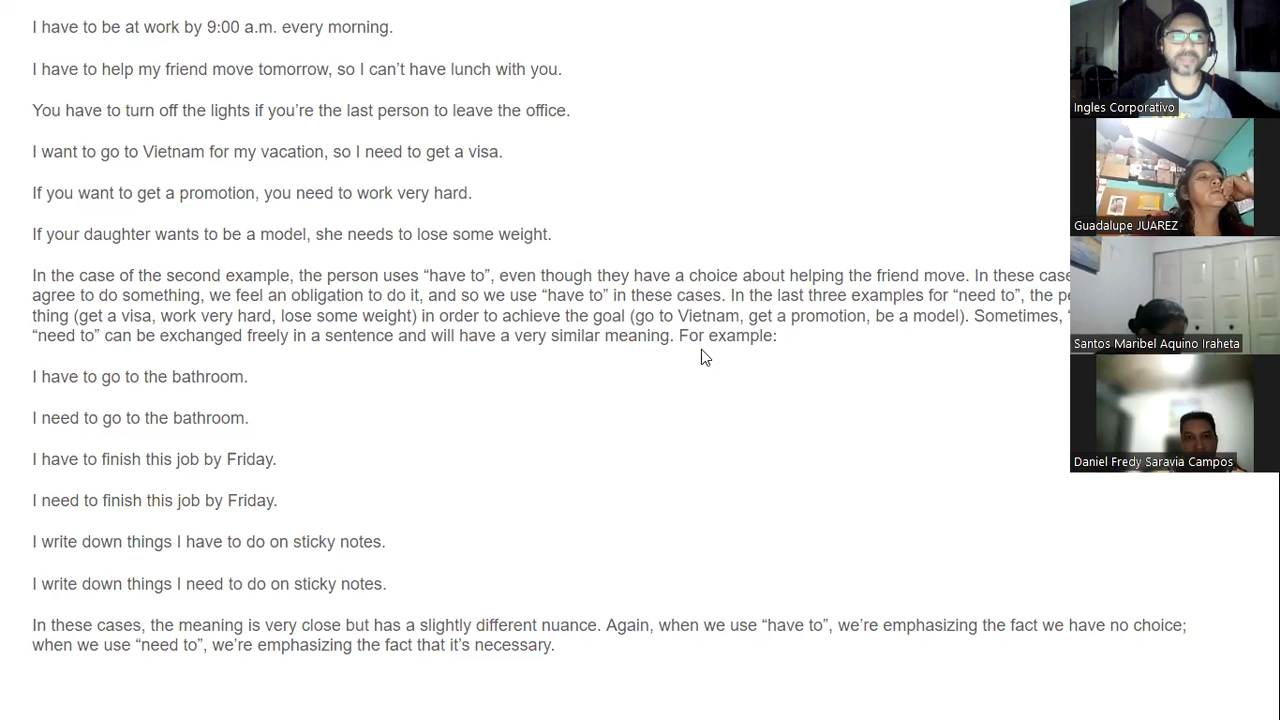 I have to be at work by 9:00 a.m. every morning.
I have to help my friend move tomorrow, so I can’t have lunch with you.
You have to turn off the lights if you’re the last person to leave the office.
I want to go to Vietnam for my vacation, so I need to get a visa.
If you want to get a promotion, you need to work very hard.
If your daughter wants to be a model, she needs to lose some weight.
In the case of the second example, the person uses “have to”, even though they have a choice about helping the friend move. In these case
agree to do something, we feel an obligation to do it, and so we use “have to” in these cases. In the last three examples for “need to”, the pe
thing (get a visa, work very hard, lose some weight) in order to achieve the goal (go to Vietnam, get a promotion, be a model). Sometimes, “
“need to” can be exchanged freely in a sentence and will have a very similar meaning. For example:
I have to go to the bathroom.
I need to go to the bathroom.
I have to finish this job by Friday.
I need to finish this job by Friday.
I write down things I have to do on sticky notes.
I write down things I need to do on sticky notes.
In these cases, the meaning is very close but has a slightly different nuance. Again, when we use “have to”, we’re emphasizing the fact we have no choice;
when we use “need to”, we’re emphasizing the fact that it’s necessary.
Ingles Corporativo
Guadalupe JUAREZ
Santos Maribel Aquino Iraheta
Daniel Fredy Saravia Campos